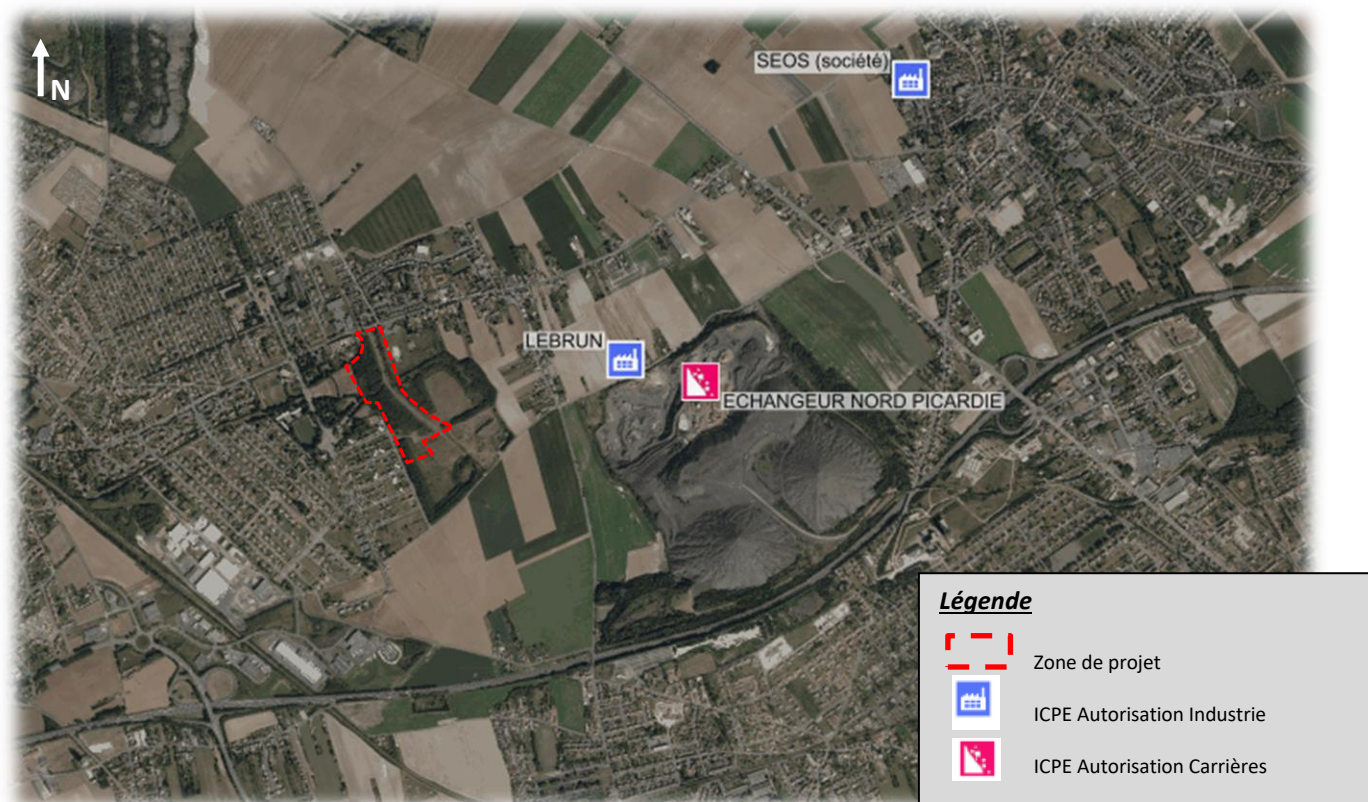 N
SEOS (société)
LEBRUN
ECHANGEUR NORD PICARDIE
Légende
Zone de projet
ICPE Autorisation Industrie
ICPE Autorisation Carrières